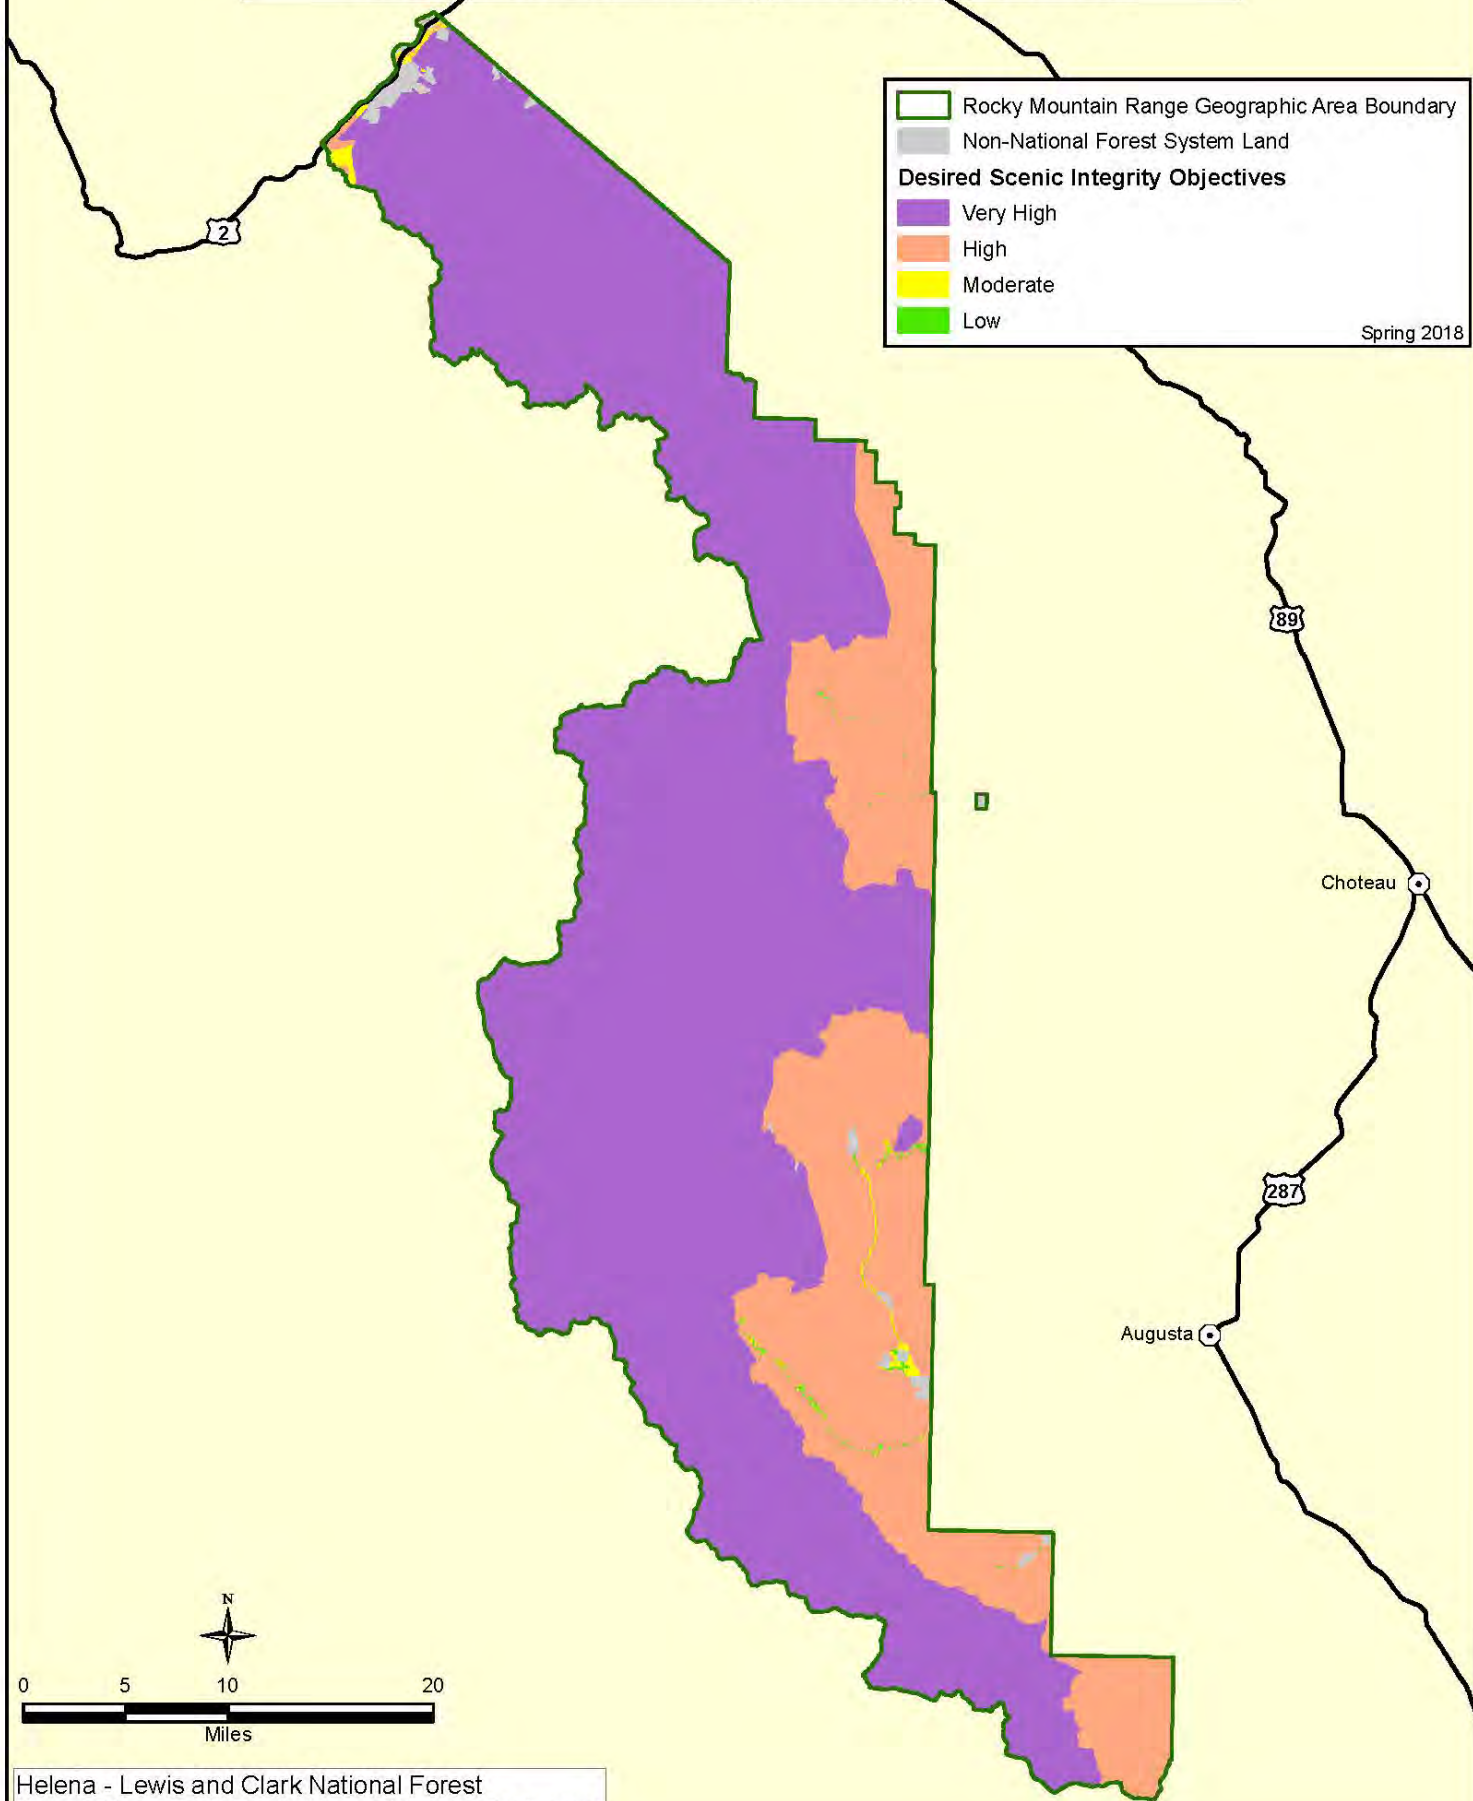 Rocky Mountain Range Geographic Area Boundary
Non-National Forest System Land
Desired Scenic Integrity Objectives
Very High
High
Moderate
Low
Spring 2018
2
89
Choteau
287
Augusta
N
0 5 10 20
Miles
Helena - Lewis and Clark National Forest